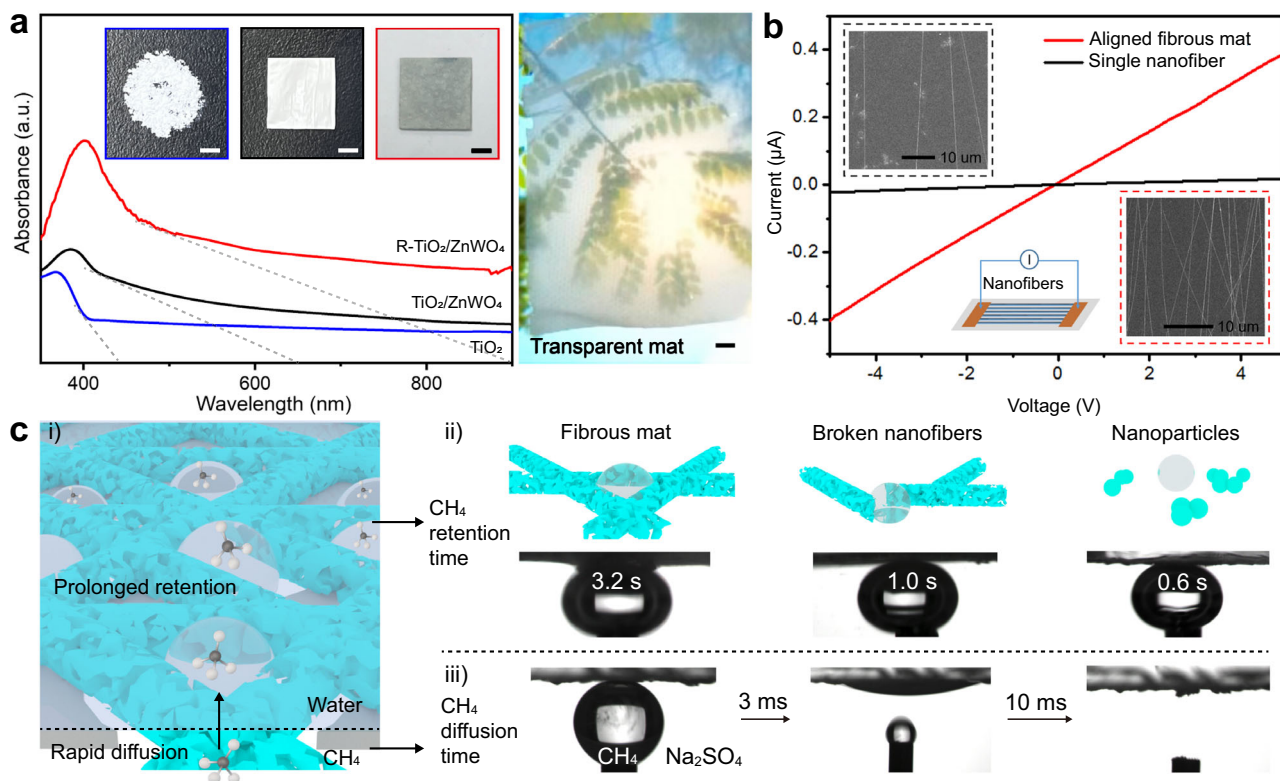 a
Absorbance (a.u.)
R-TiO₂/ZnWO₄
TiO₂/ZnWO₄
TiO₂
400
600
800
Wavelength (nm)
Transparent mat
b
Current (µA)
0.4
0.2
0.0
-0.2
-0.4
Aligned fibrous mat
Single nanofiber
10 um
10 um
I
Nanofibers
-4
-2
0
2
4
Voltage (V)
c
i)
Prolonged retention
Water
Rapid diffusion
CH₄
CH₄
retention
time
CH₄
diffusion
time
ii)
Fibrous mat
Broken nanofibers
Nanoparticles
3.2 s
1.0 s
0.6 s
iii)
CH₄
Na₂SO₄
3 ms
10 ms